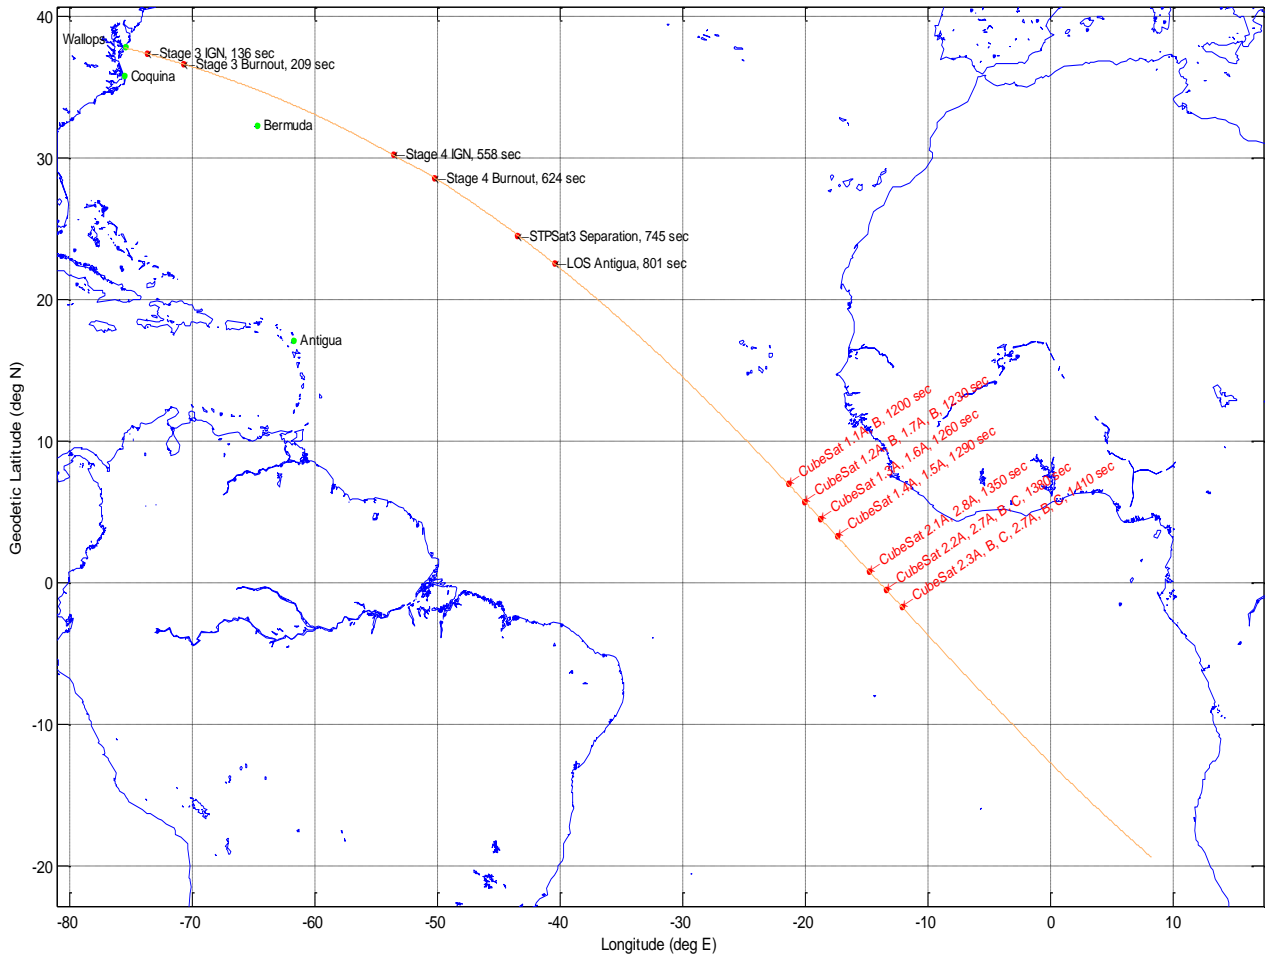 40
Wallops
Stage 3 IGN, 136 sec
Stage 3 Burnout, 209 sec
Coquina
Bermuda
30
Stage 4 IGN, 558 sec
Stage 4 Burnout, 624 sec
STPSat3 Separation, 745 sec
LOS Antigua, 801 sec
20
Antigua
Geodetic Latitude (deg N)
10
CubeSat 1.1A, B, 1200 sec
CubeSat 1.2A, B, 1.7A, B, 1230 sec
CubeSat 1.3A, 1.6A, 1260 sec
CubeSat 1.4A, 1.5A, 1290 sec
CubeSat 2.1A, 2.8A, 1350 sec
CubeSat 2.2A, 2.7A, B, C, 1380 sec
CubeSat 2.3A, B, C, 2.7A, B, C, 1410 sec
0
-10
-20
-80 -70 -60 -50 -40 -30 -20 -10 0 10
Longitude (deg E)